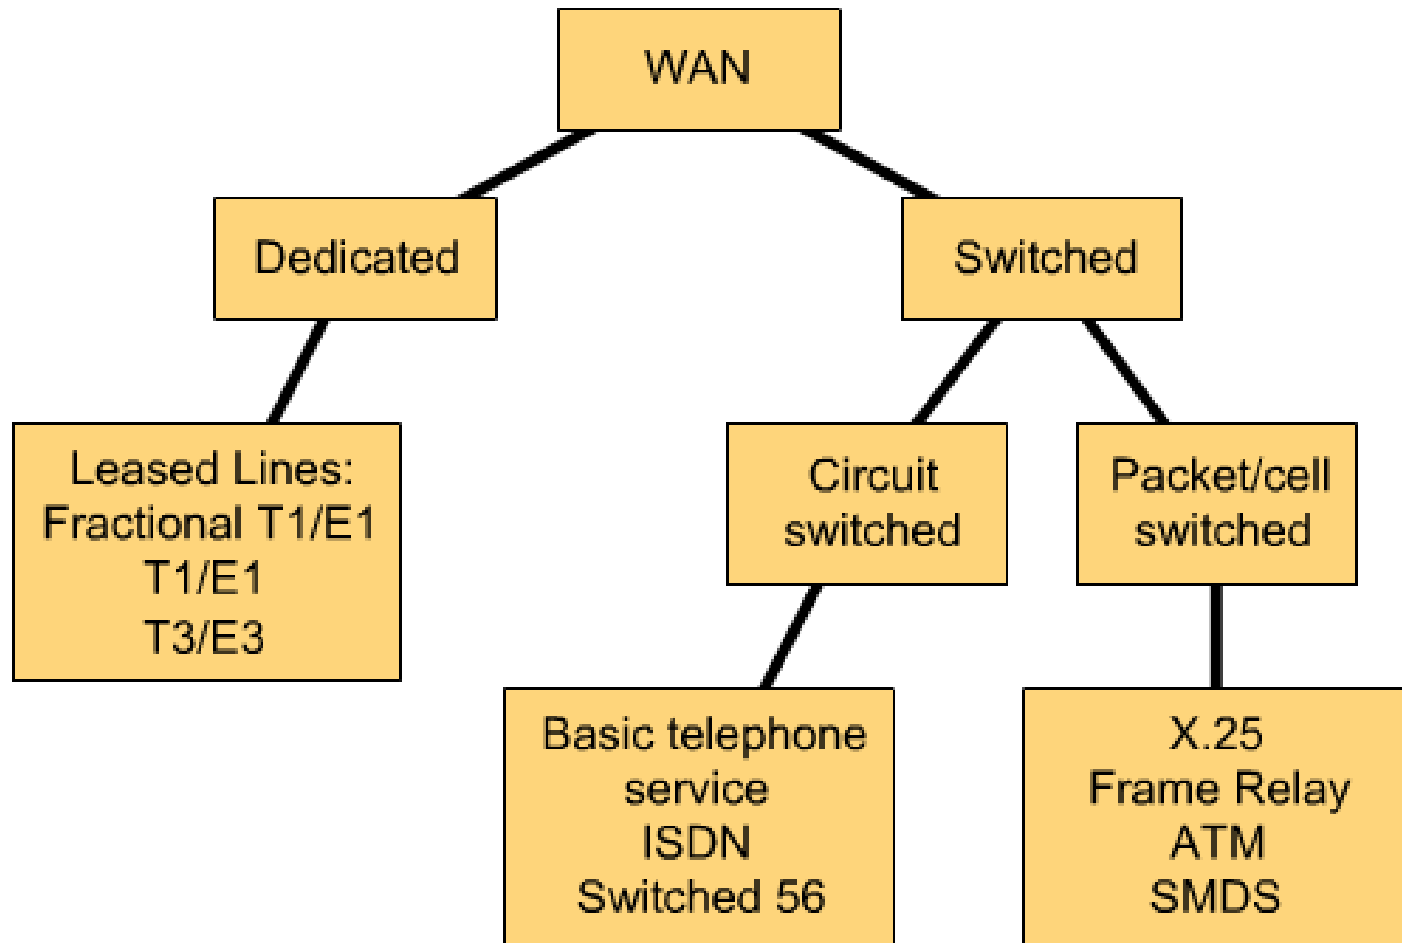 WAN
Dedicated
Switched
Leased Lines:
Fractional T1/E1
T1/E1
T3/E3
Circuit
switched
Packet/cell
switched
Basic telephone
service
ISDN
Switched 56
X.25
Frame Relay
ATM
SMDS